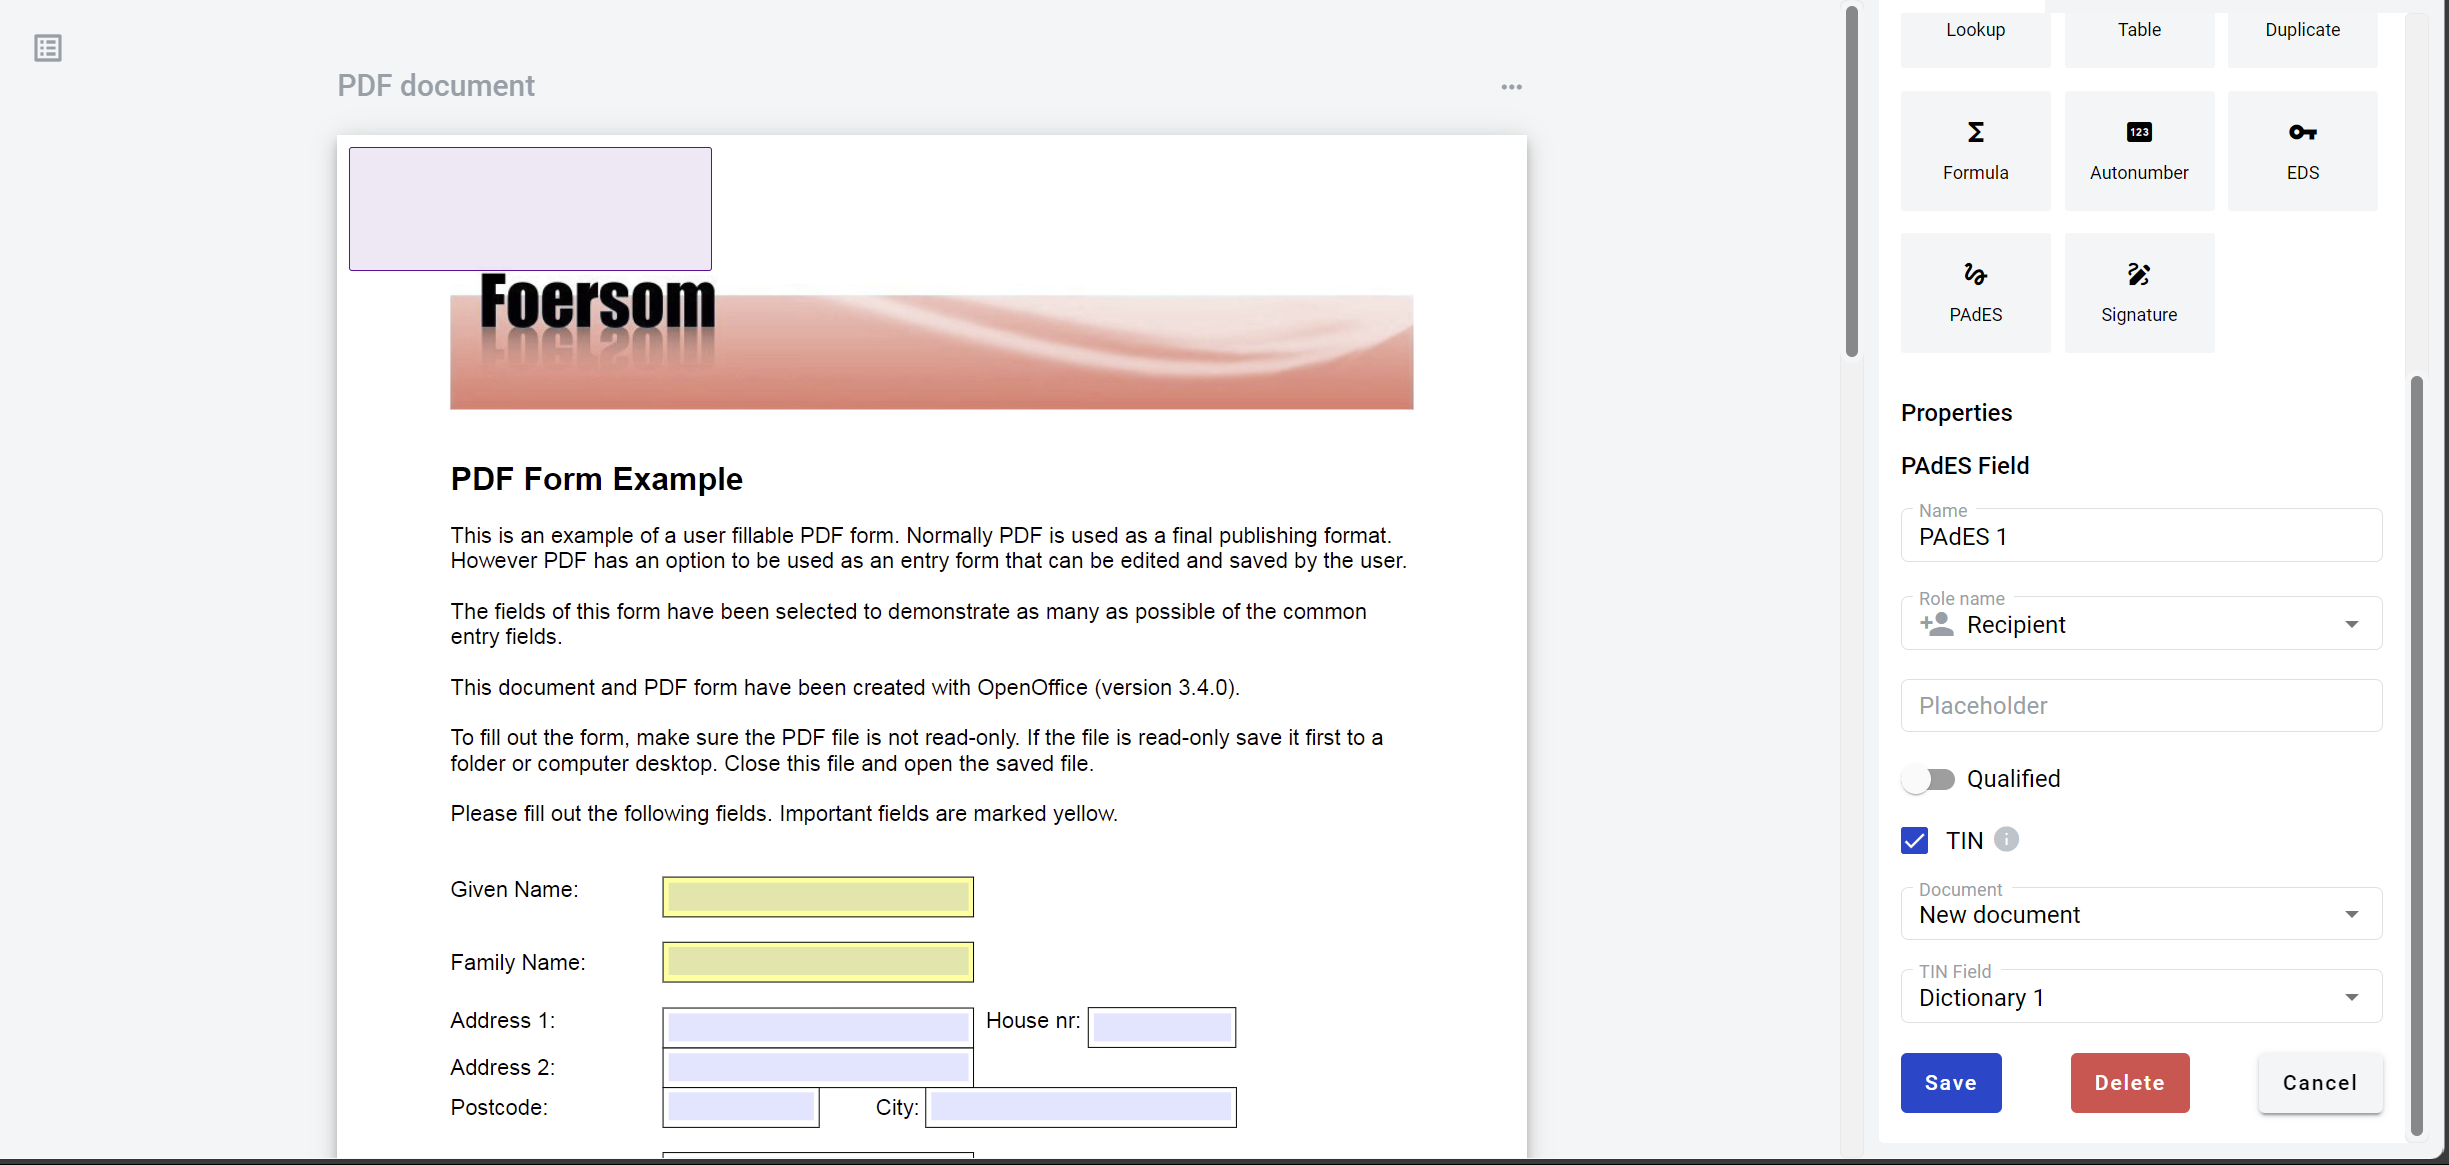 PDF document
Foersom
PDF Form Example
This is an example of a user fillable PDF form. Normally PDF is used as a final publishing format.
However PDF has an option to be used as an entry form that can be edited and saved by the user.
The fields of this form have been selected to demonstrate as many as possible of the common
entry fields.
This document and PDF form have been created with OpenOffice (version 3.4.0).
To fill out the form, make sure the PDF file is not read-only. If the file is read-only save it first to a
folder or computer desktop. Close this file and open the saved file.
Please fill out the following fields. Important fields are marked yellow.
Given Name:
Family Name:
Address 1: House nr:
Address 2:
Postcode: City:
Lookup Table Duplicate
123
Formula Autonumber EDS
PAdES Signature
Properties
PAdES Field
Name
PAdES 1
Role name
Recipient
Placeholder
Qualified
TIN
Document
New document
TIN Field
Dictionary 1
Save Delete Cancel